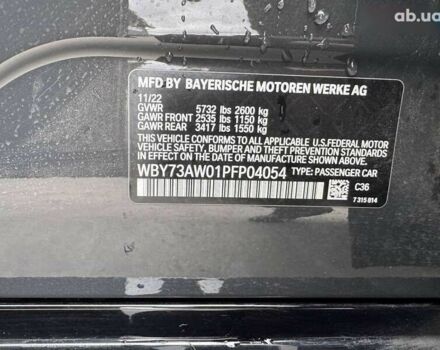 ab.ua
MFD BY BAYERISCHE MOTOREN WERKE AG
11/22
GVWR 5732 lbs 2600 kg
GAWR FRONT 2535 lbs 1150 kg
GAWR REAR 3417 lbs 1550 kg
THIS VEHICLE CONFORMS TO ALL APPLICABLE
U.S.FEDERAL MOTOR VEHICLE SAFETY,
BUMPER, AND THEFT PREVENTION STANDARDS
IN EFFECT ON THE DATE OF MANUFACTURE
SHOWN ABOVE.
WBY73AW01PFP04054 TYPE: PASSENGER CAR
C36
7 315 614